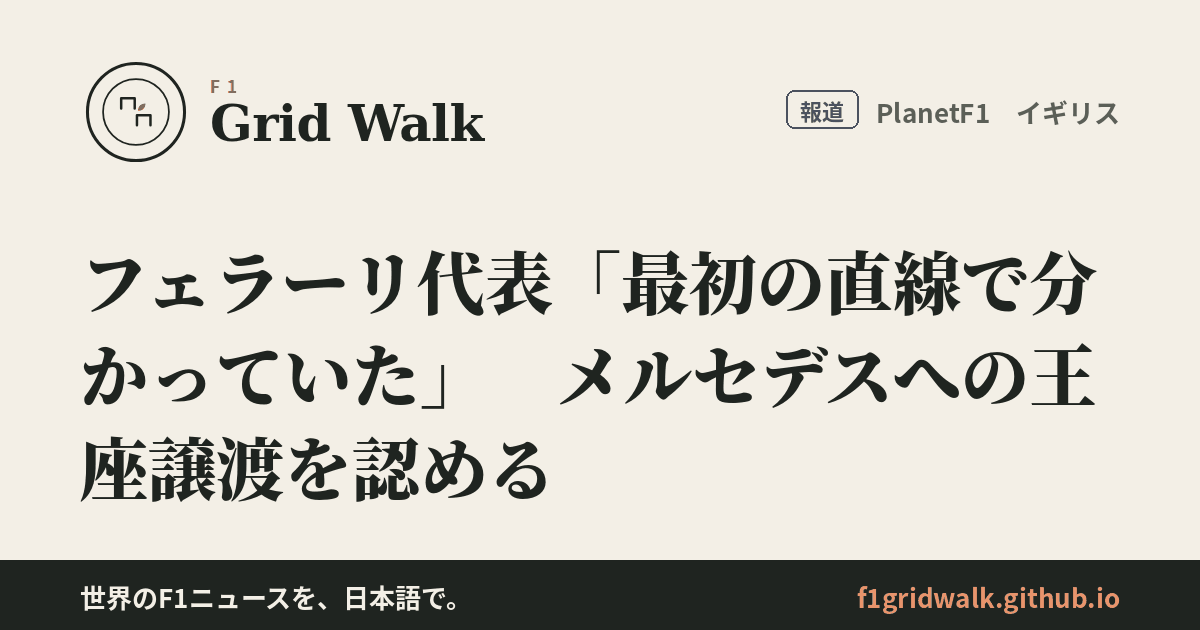 F1
Grid Walk
報道 PlanetF1 イギリス
フェラーリ代表「最初の直線で分
かっていた」 メルセデスへの王
座譲渡を認める
世界のF1ニュースを、日本語で。
f1gridwalk.github.io